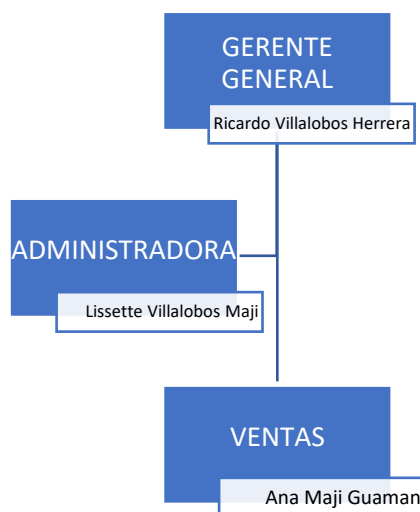 GERENTE
GENERAL
Ricardo Villalobos Herrera
ADMINISTRADORA
Lissette Villalobos Maji
VENTAS
Ana Maji Guaman